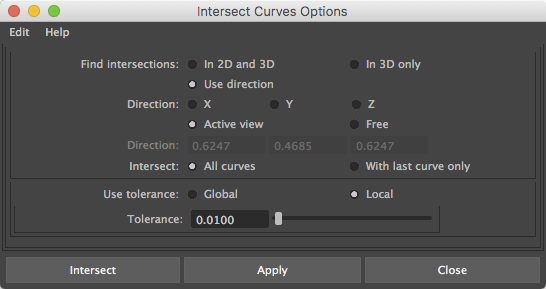 Intersect Curves Options
Edit Help
Find intersections: In 2D and 3D In 3D only
Use direction
Direction: X Y Z
Active view Free
Direction: 0.6247 0.4685 0.6247
Intersect: All curves With last curve only
Use tolerance: Global Local
Tolerance: 0.0100
Intersect Apply Close